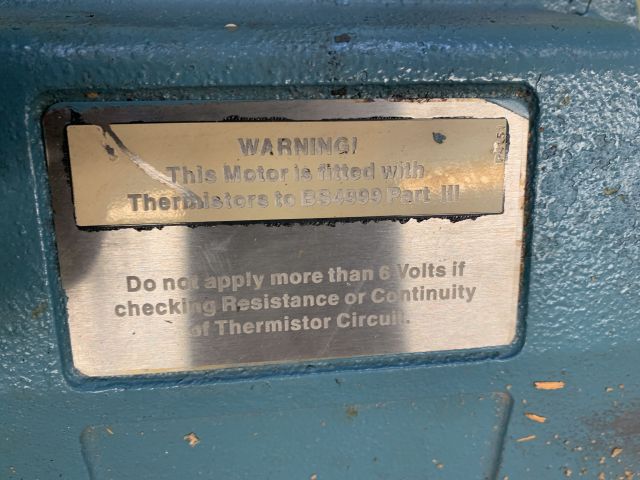 WARNING!
This Motor is fitted with
Thermistors to BS4999 Part III
Do not apply more than 6 Volts if
checking Resistance or Continuity
of Thermistor Circuit.